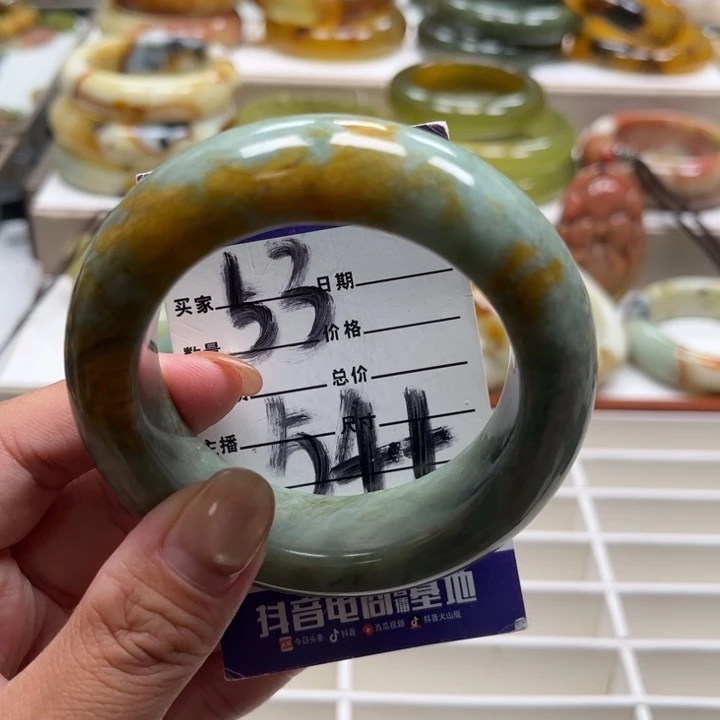 53
买家 日期
数量 价格
总价
主播 尺寸
抖音电商直播基地
今日头条 抖音 西瓜视频 抖音火山版